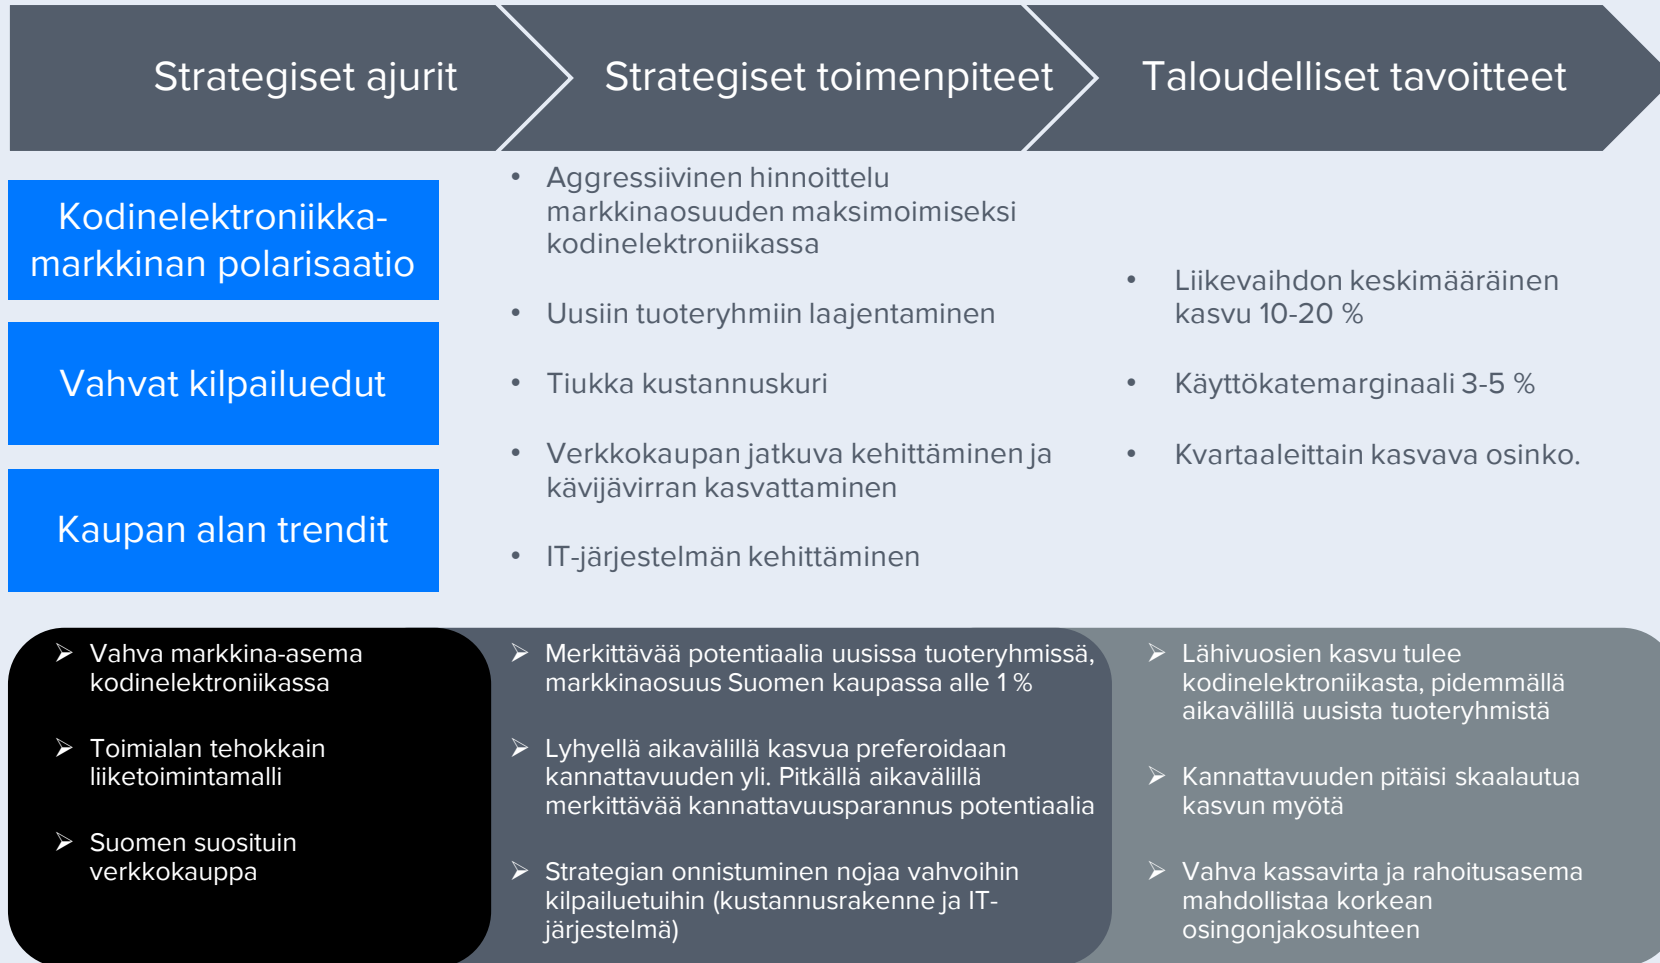 Strategiset ajurit
Strategiset toimenpiteet
Taloudelliset tavoitteet
Kodinelektroniikka-
markkinan polarisaatio
Vahvat kilpailuedut
Kaupan alan trendit
• Aggressiivinen hinnoittelu
markkinaosuuden maksimoimiseksi
kodinelektroniikassa
• Uusiin tuoteryhmiin laajentaminen
• Tiukka kustannuskuri
• Verkkokaupan jatkuva kehittäminen ja
kävijävirran kasvattaminen
• IT-järjestelmän kehittäminen
• Liikevaihdon keskimääräinen
kasvu 10-20 %
• Käyttökatemarginaali 3-5 %
• Kvartaaleittain kasvava osinko.
➢ Vahva markkina-asema
kodinelektroniikassa
➢ Toimialan tehokkain
liiketoimintamalli
➢ Suomen suosituin
verkkokauppa
➢ Merkittävää potentiaalia uusissa tuoteryhmissä,
markkinaosuus Suomen kaupassa alle 1 %
➢ Lyhyellä aikavälillä kasvua preferoidaan
kannattavuuden yli. Pitkällä aikavälillä
merkittävää kannattavuusparannus potentiaalia
➢ Strategian onnistuminen nojaa vahvoihin
kilpailuetuihin (kustannusrakenne ja IT-
järjestelmä)
➢ Lähivuosien kasvu tulee
kodinelektroniikasta, pidemmällä
aikavälillä uusista tuoteryhmistä
➢ Kannattavuuden pitäisi skaalautua
kasvun myötä
➢ Vahva kassavirta ja rahoitusasema
mahdollistaa korkean
osingonjakosuhteen